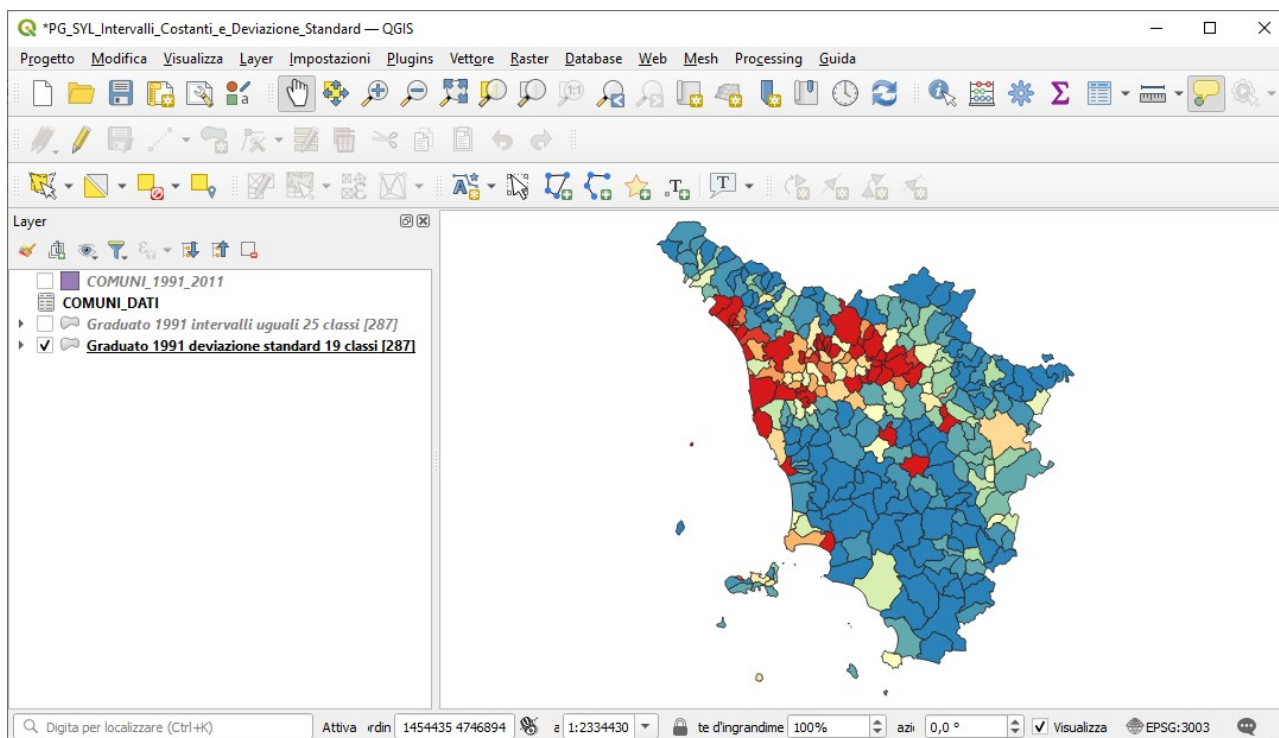 *PG_SYL_Intervalli_Costanti_e_Deviazione_Standard — QGIS
Progetto Modifica Visualizza Layer Impostazioni Plugins Vettore Raster Database Web Mesh Processing Guida
Layer
COMUNI_1991_2011
COMUNI_DATI
Graduato 1991 intervalli uguali 25 classi [287]
Graduato 1991 deviazione standard 19 classi [287]
Digita per localizzare (Ctrl+K) Attiva ırdin 1454435 4746894 a 1:2334430 te d'ingrandime 100% azi 0,0 ° Visualizza EPSG:3003